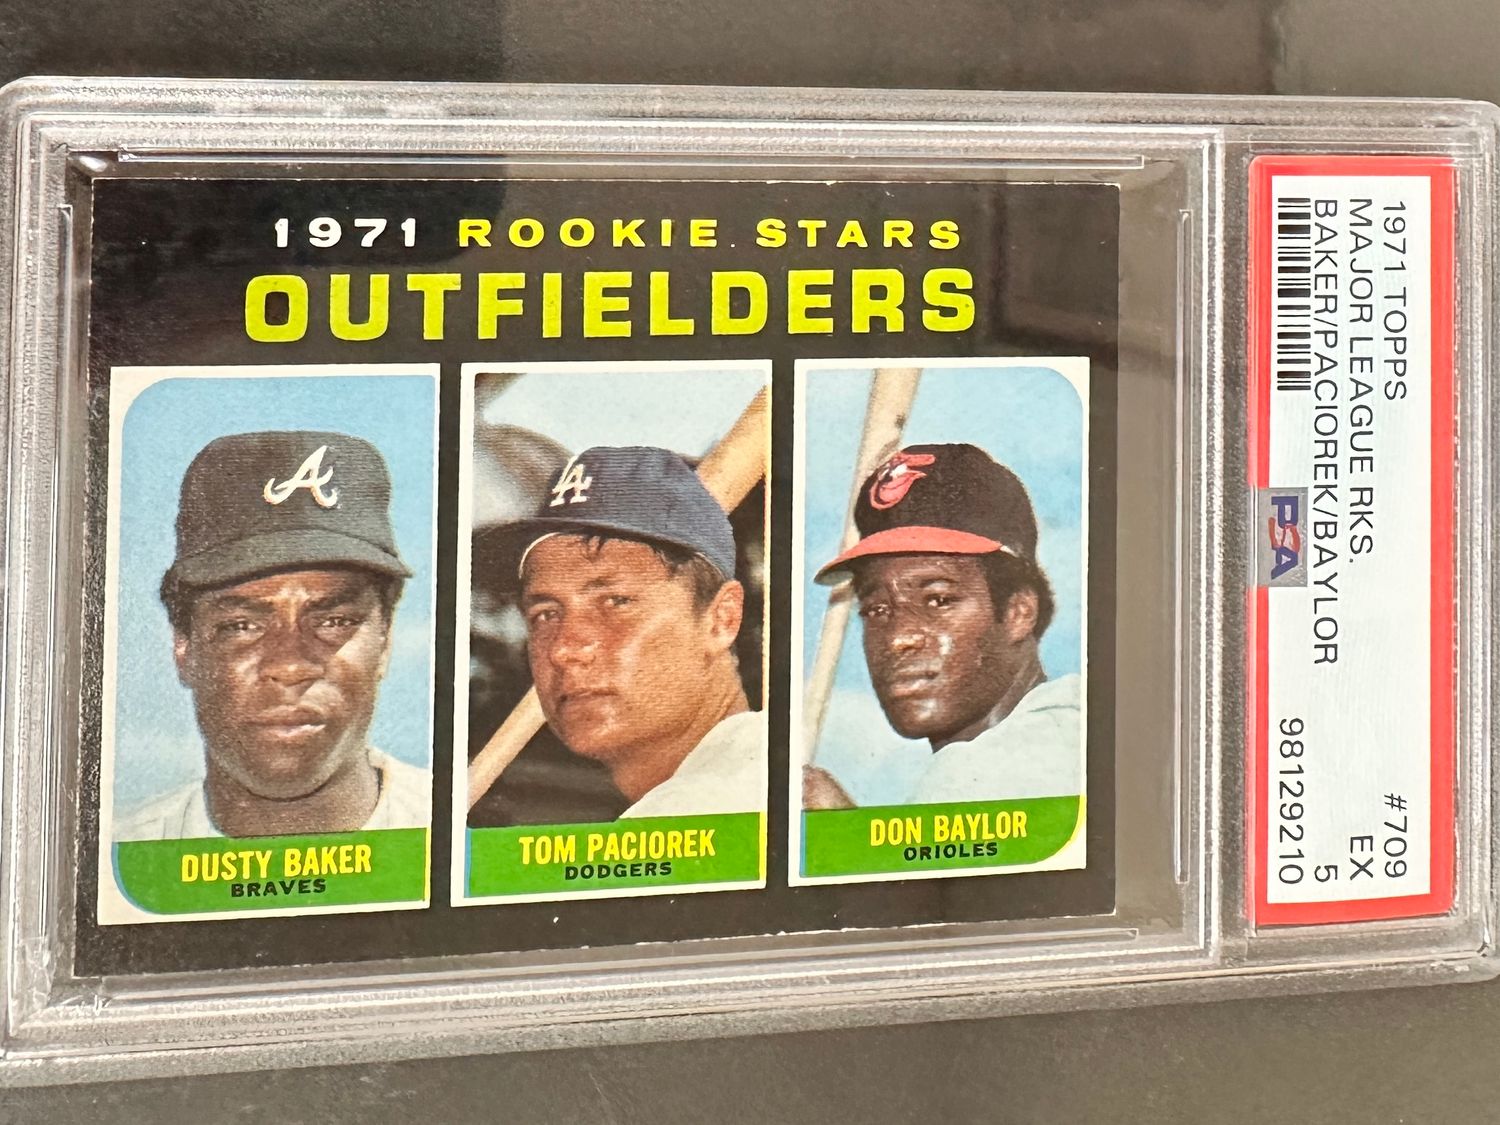 1971 ROOKIE STARS
OUTFIELDERS
A
LA
DUSTY BAKER
BRAVES
TOM PACIOREK
DODGERS
DON BAYLOR
ORIOLES
1971 TOPPS #709
MAJOR LEAGUE RKS. EX
BAKER/PACIOREK/BAYLOR 5
98129210
PSA